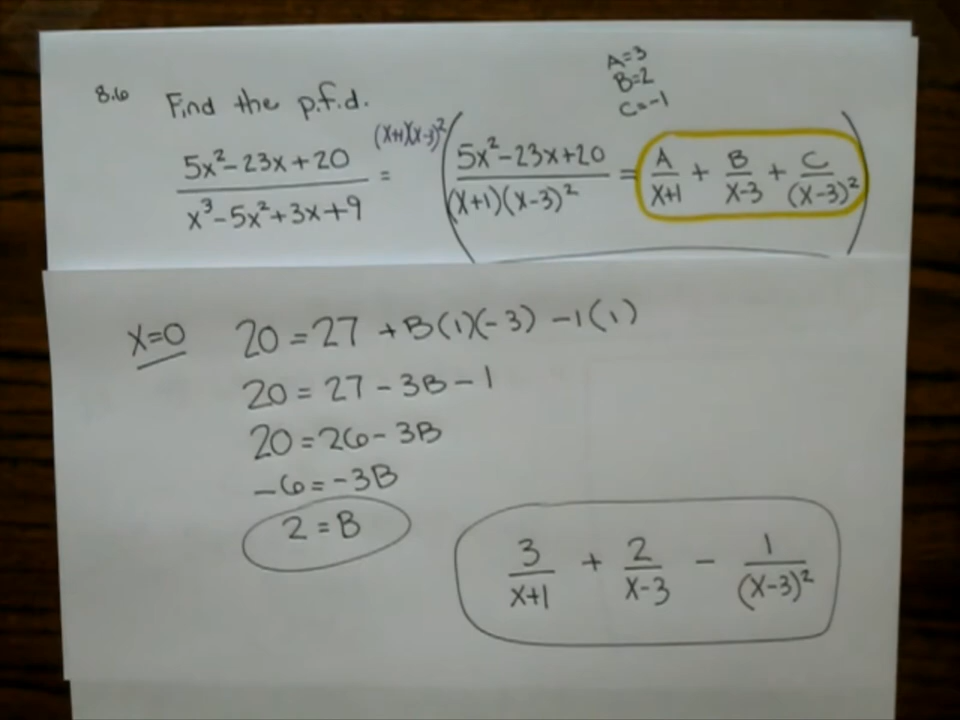 8.6 Find the p.f.d.
A=3
B=2
C=-1
(5x²-23x+20)/(x³-5x²+3x+9) = (x+1)(x-3)² ( (5x²-23x+20)/((x+1)(x-3)²) = A/(x+1) + B/(x-3) + C/(x-3)² )
x=0 20=27+B(1)(-3)-1(1)
20=27-3B-1
20=26-3B
-6=-3B
2=B
3/(x+1) + 2/(x-3) - 1/(x-3)²